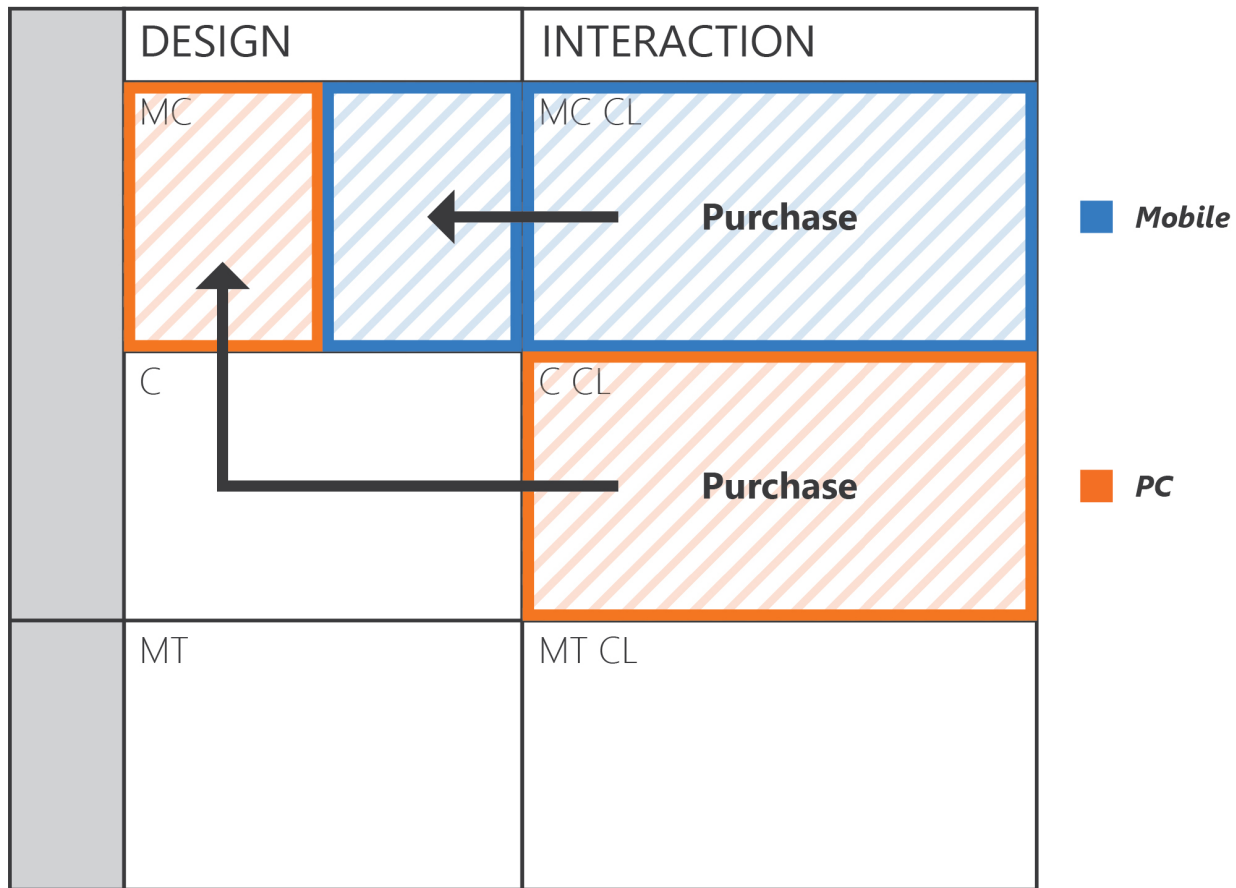 DESIGN
INTERACTION
MC
MC CL
Purchase
Mobile
C
C CL
Purchase
PC
MT
MT CL